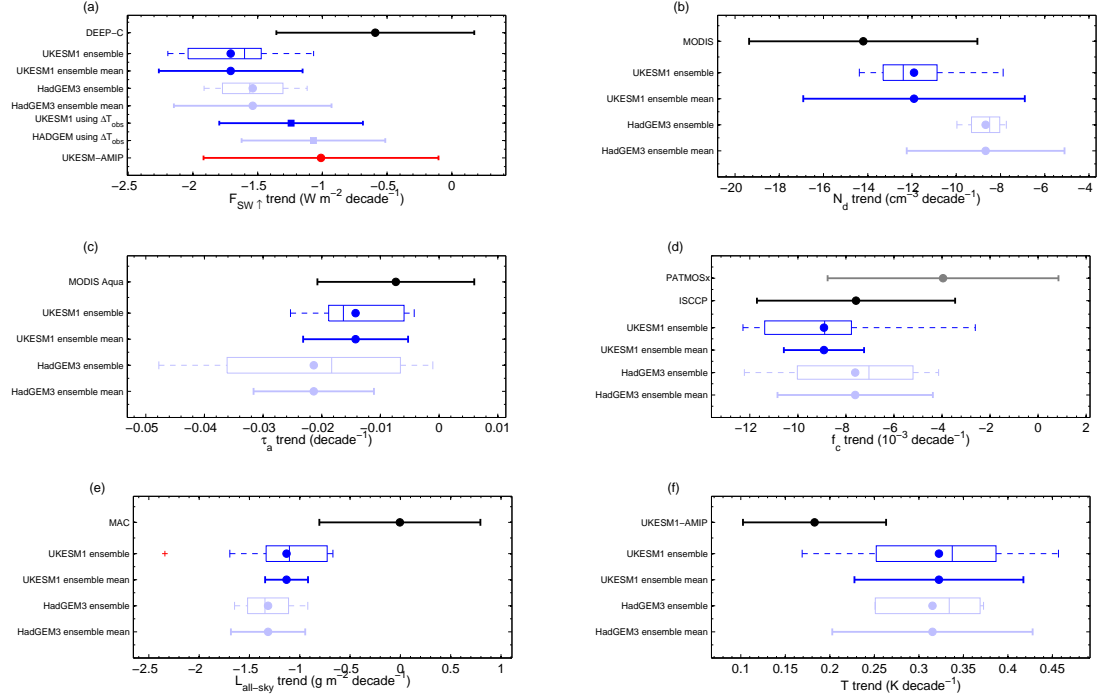 (a)
DEEP−C
UKESM1 ensemble
UKESM1 ensemble mean
HadGEM3 ensemble
HadGEM3 ensemble mean
UKESM1 using ΔT_obs
HADGEM using ΔT_obs
UKESM−AMIP
−2.5 −2 −1.5 −1 −0.5 0
F_SW↑ trend (W m⁻² decade⁻¹)
(b)
MODIS
UKESM1 ensemble
UKESM1 ensemble mean
HadGEM3 ensemble
HadGEM3 ensemble mean
−20 −18 −16 −14 −12 −10 −8 −6 −4
N_d trend (cm⁻³ decade⁻¹)
(c)
MODIS Aqua
UKESM1 ensemble
UKESM1 ensemble mean
HadGEM3 ensemble
HadGEM3 ensemble mean
−0.05 −0.04 −0.03 −0.02 −0.01 0 0.01
τ_a trend (decade⁻¹)
(d)
PATMOSx
ISCCP
UKESM1 ensemble
UKESM1 ensemble mean
HadGEM3 ensemble
HadGEM3 ensemble mean
−12 −10 −8 −6 −4 −2 0 2
f_c trend (10⁻³ decade⁻¹)
(e)
MAC
UKESM1 ensemble
UKESM1 ensemble mean
HadGEM3 ensemble
HadGEM3 ensemble mean
−2.5 −2 −1.5 −1 −0.5 0 0.5 1
L_all−sky trend (g m⁻² decade⁻¹)
(f)
UKESM1−AMIP
UKESM1 ensemble
UKESM1 ensemble mean
HadGEM3 ensemble
HadGEM3 ensemble mean
0.1 0.15 0.2 0.25 0.3 0.35 0.4 0.45
T trend (K decade⁻¹)